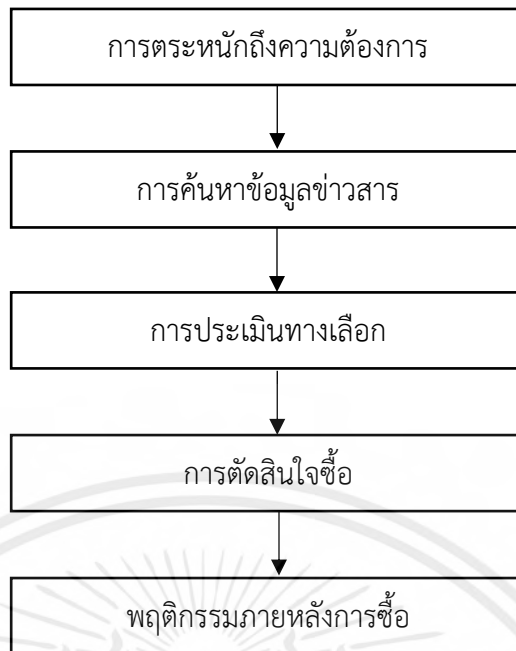 การตระหนักถึงความต้องการ
การค้นหาข้อมูลข่าวสาร
การประเมินทางเลือก
การตัดสินใจซื้อ
พฤติกรรมภายหลังการซื้อ